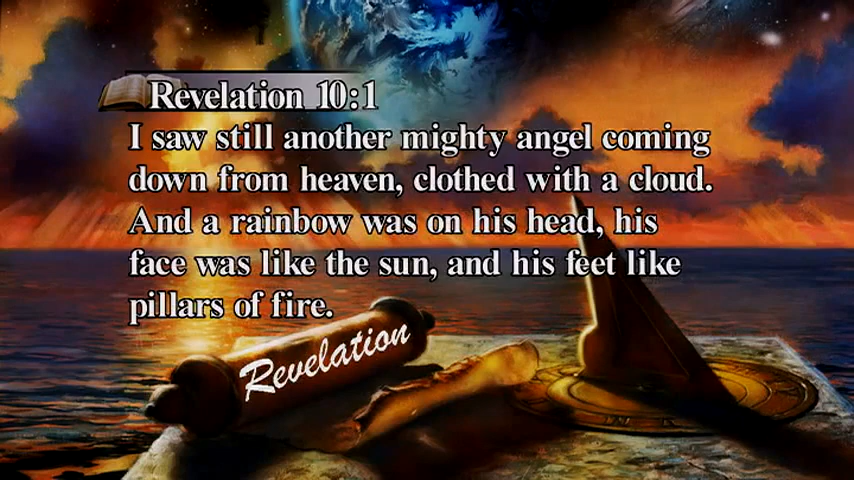 Revelation 10:1
I saw still another mighty angel coming
down from heaven, clothed with a cloud.
And a rainbow was on his head, his
face was like the sun, and his feet like
pillars of fire.
Revelation